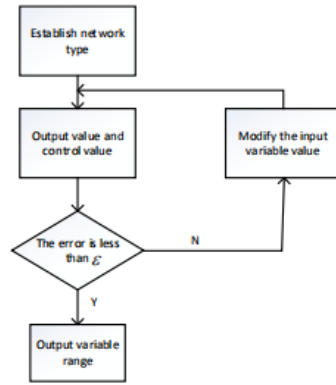 Establish network
type
Output value and
control value
Modify the input
variable value
The error is less
than ε
N
Y
Output variable
range